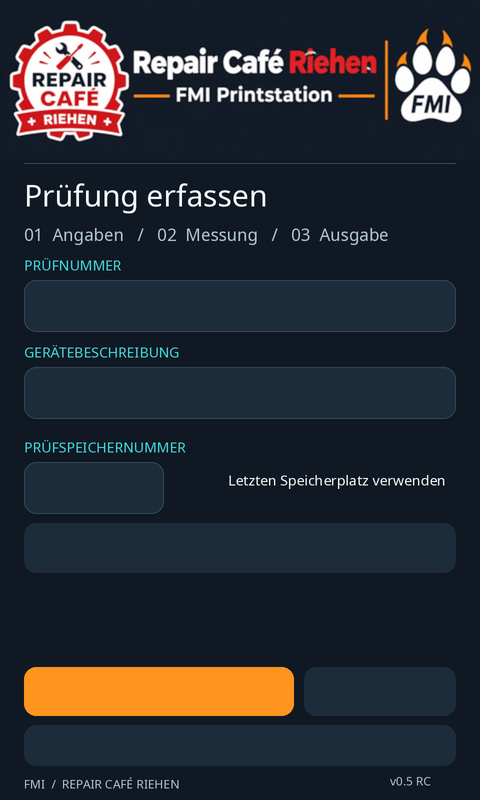 REPAIR
CAFÉ
RIEHEN
Repair Café Riehen
FMI Printstation
FMI
Prüfung erfassen
01 Angaben / 02 Messung / 03 Ausgabe
PRÜFNUMMER
GERÄTEBESCHREIBUNG
PRÜFSPEICHERNUMMER
Letzten Speicherplatz verwenden
FMI / REPAIR CAFÉ RIEHEN
v0.5 RC